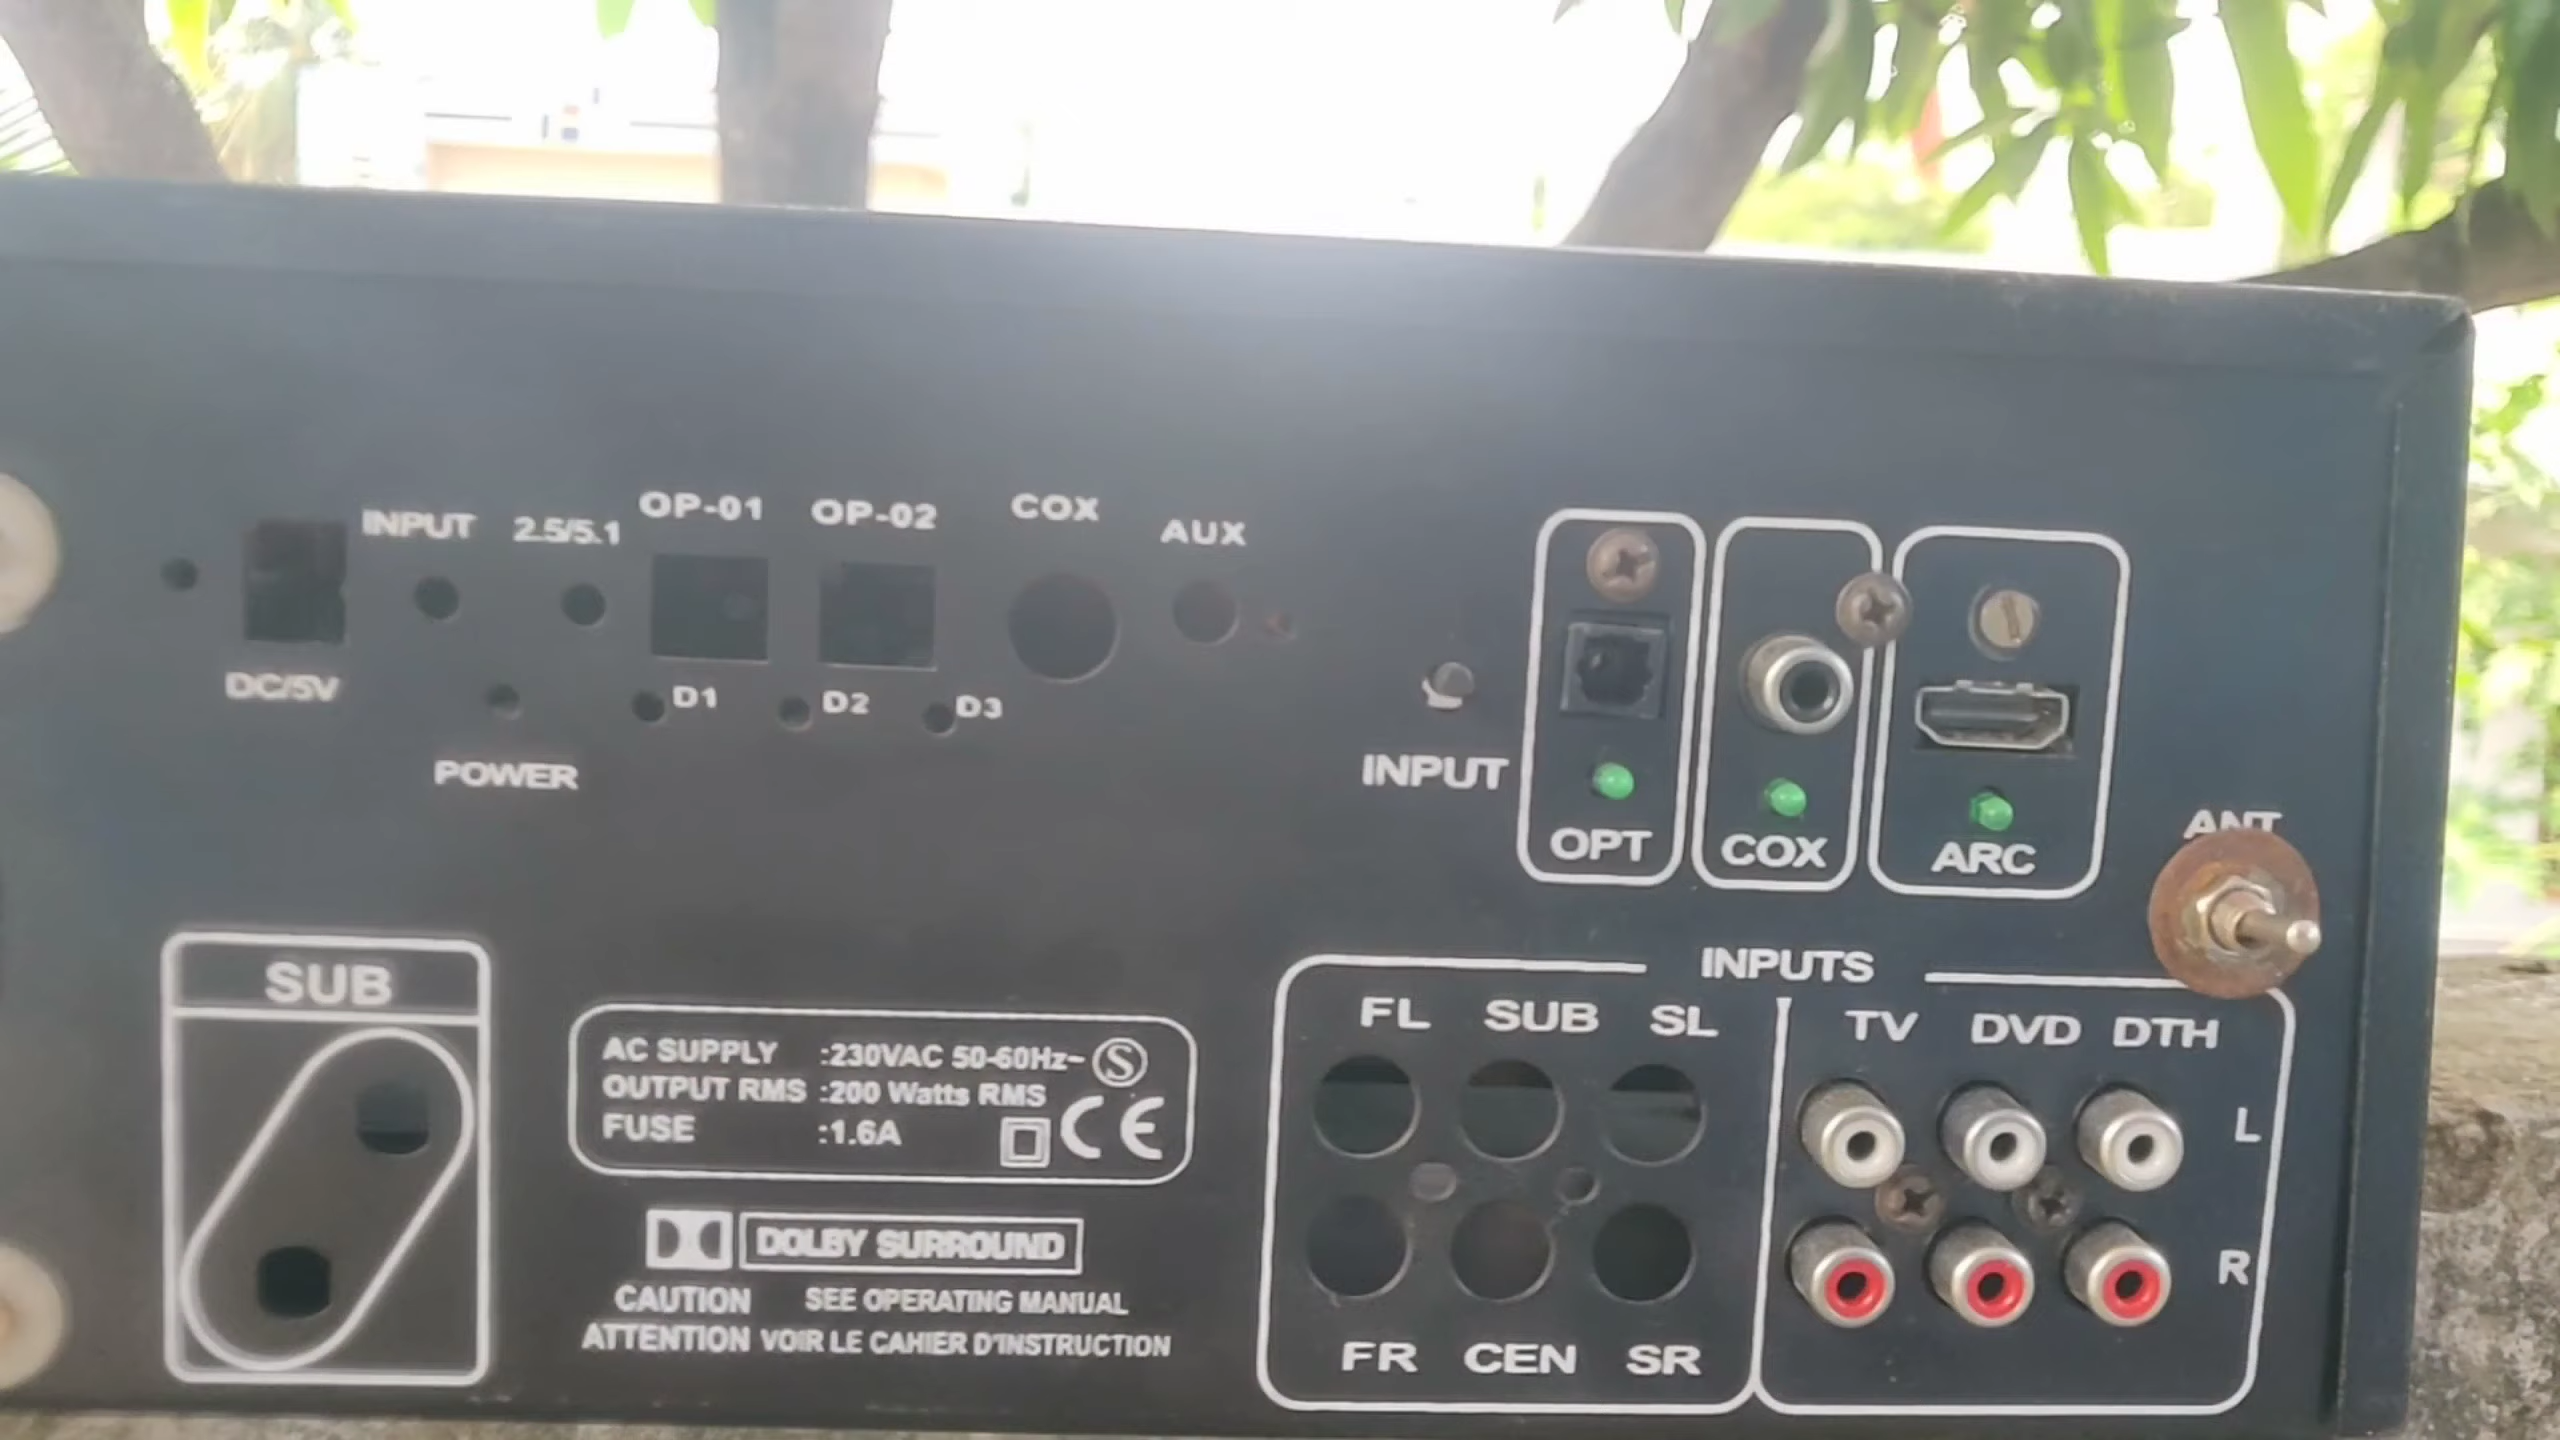 OP-01 OP-02 COX
INPUT 2.5/5.1 AUX
DC/5V D1 D2 D3
POWER
INPUT
OPT COX ARC
ANT
SUB
AC SUPPLY :230VAC 50-60Hz~ S
OUTPUT RMS :200 Watts RMS
FUSE :1.6A CE
DOLBY SURROUND
CAUTION SEE OPERATING MANUAL
ATTENTION VOIR LE CAHIER D'INSTRUCTION
INPUTS
FL SUB SL
FR CEN SR
TV DVD DTH
L
R